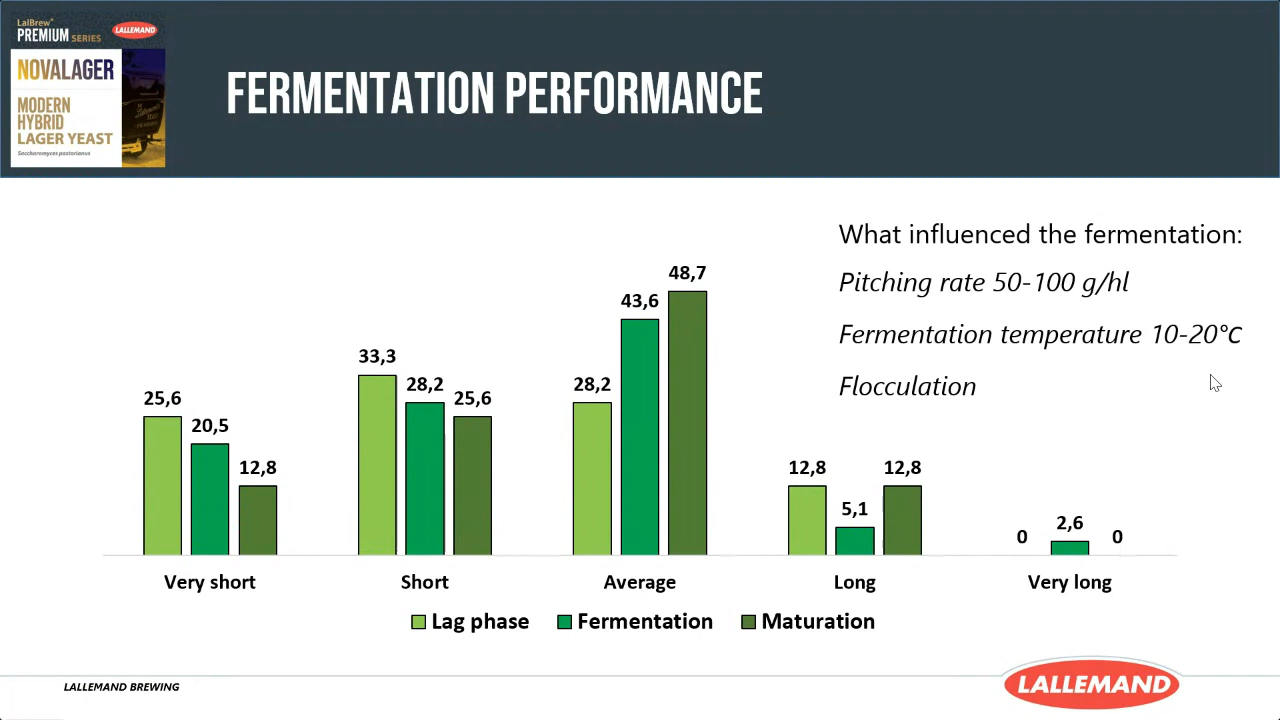 LalBrew®
PREMIUM SERIES
LALLEMAND
NOVALAGER
MODERN
HYBRID
LAGER YEAST
Saccharomyces pastorianus
FERMENTATION PERFORMANCE
What influenced the fermentation:
Pitching rate 50-100 g/hl
Fermentation temperature 10-20°C
Flocculation
25,6
20,5
12,8
33,3
28,2
25,6
28,2
43,6
48,7
12,8
5,1
12,8
0
2,6
0
Very short
Short
Average
Long
Very long
Lag phase
Fermentation
Maturation
LALLEMAND BREWING
LALLEMAND